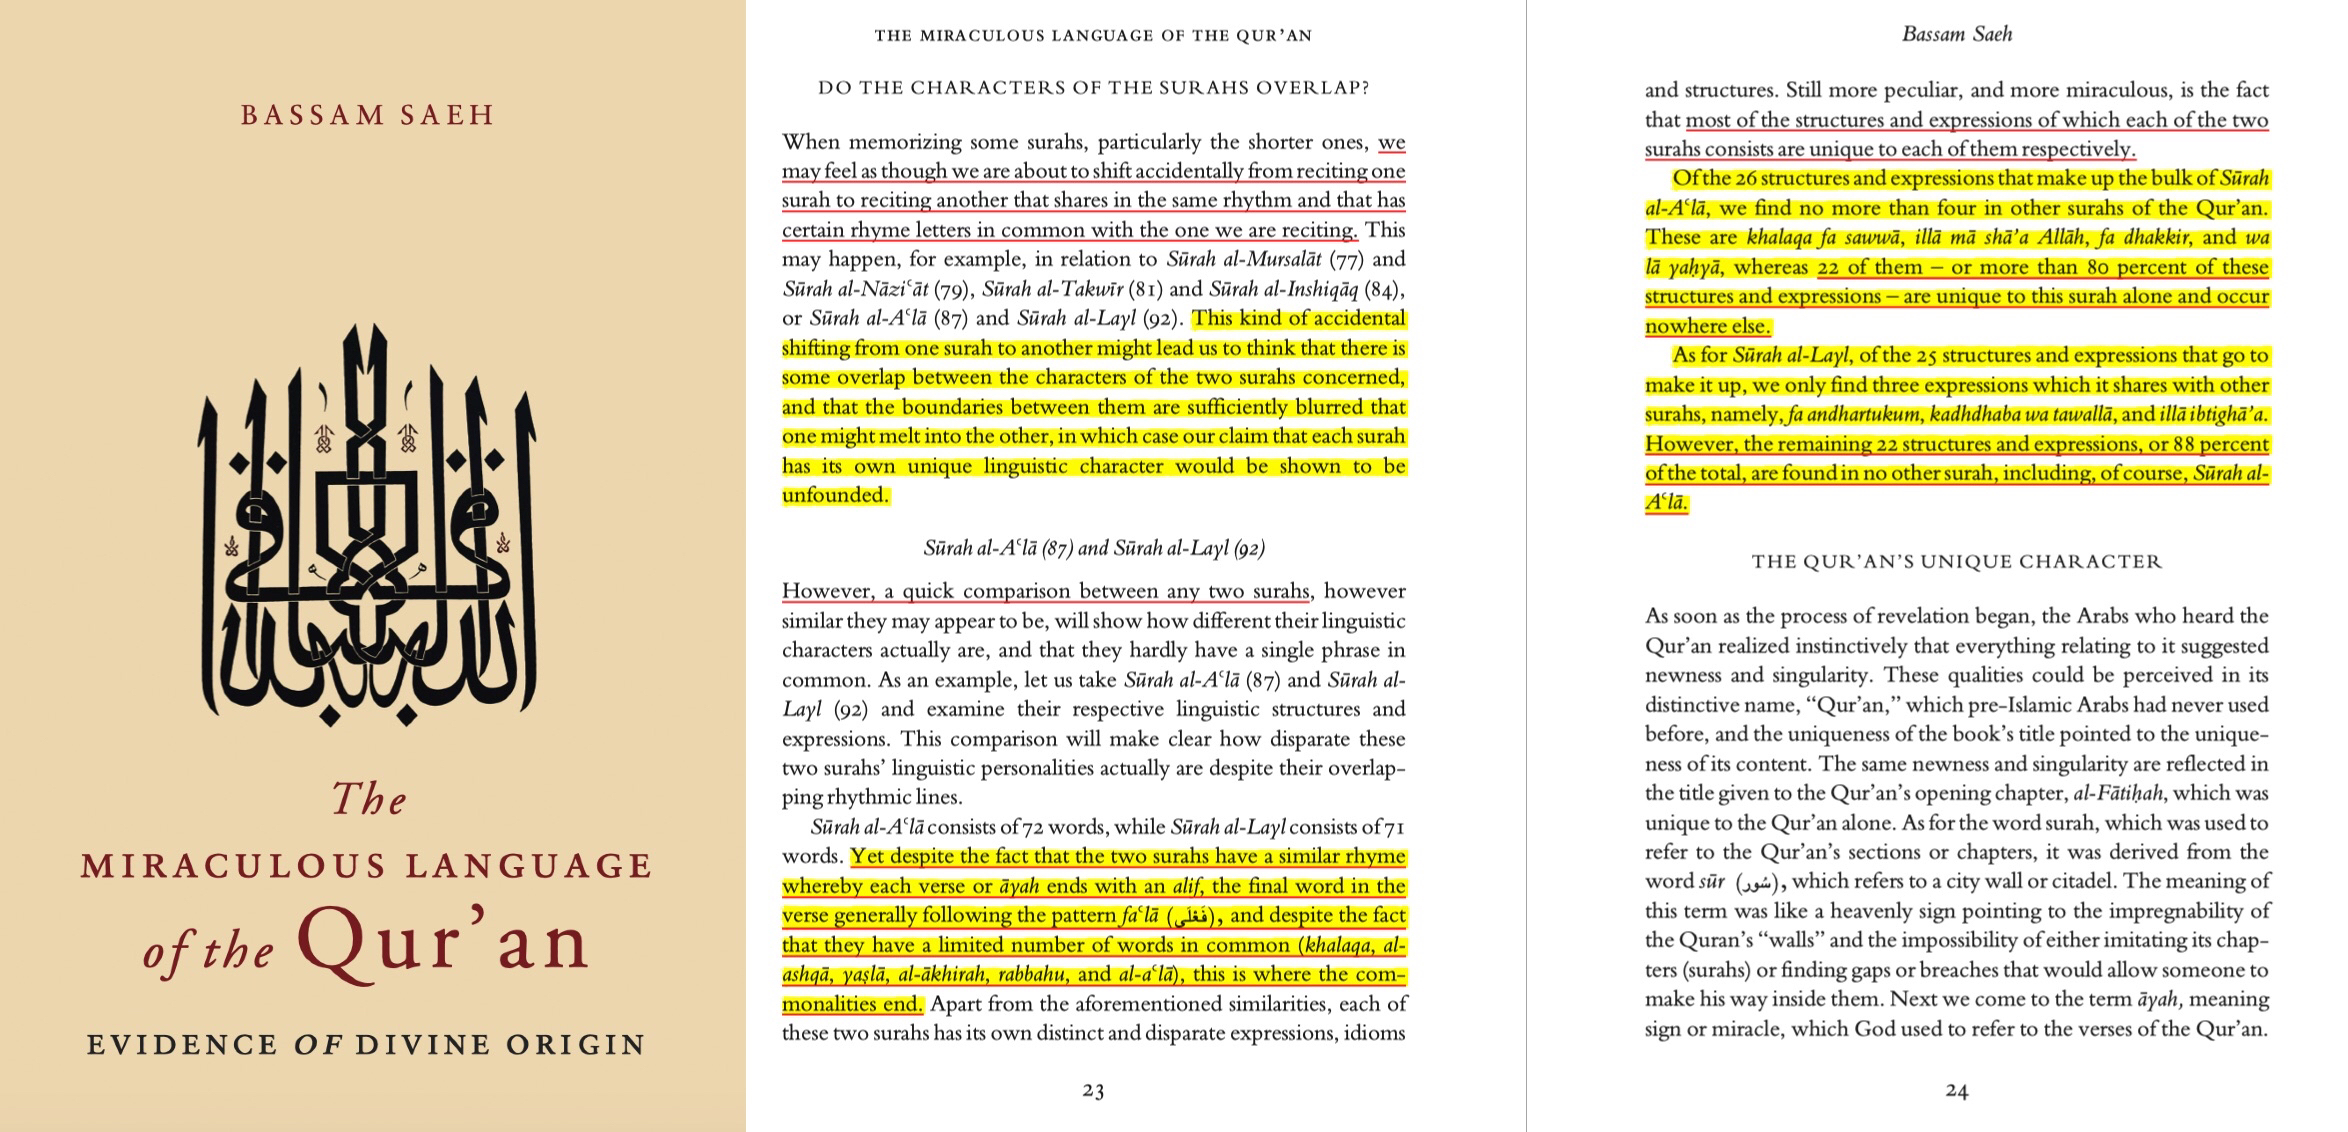 BASSAM SAEH
The
MIRACULOUS LANGUAGE
of the Qur’an
EVIDENCE OF DIVINE ORIGIN
THE MIRACULOUS LANGUAGE OF THE QUR’AN
DO THE CHARACTERS OF THE SURAHS OVERLAP?
When memorizing some surahs, particularly the shorter ones, we
may feel as though we are about to shift accidentally from reciting one
surah to reciting another that shares in the same rhythm and that has
certain rhyme letters in common with the one we are reciting. This
may happen, for example, in relation to Sūrah al-Mursalāt (77) and
Sūrah al-Nāziʿāt (79), Sūrah al-Takwīr (81) and Sūrah al-Inshiqāq (84),
or Sūrah al-Aʿlā (87) and Sūrah al-Layl (92). This kind of accidental
shifting from one surah to another might lead us to think that there is
some overlap between the characters of the two surahs concerned,
and that the boundaries between them are sufficiently blurred that
one might melt into the other, in which case our claim that each surah
has its own unique linguistic character would be shown to be
unfounded.
Sūrah al-Aʿlā (87) and Sūrah al-Layl (92)
However, a quick comparison between any two surahs, however
similar they may appear to be, will show how different their linguistic
characters actually are, and that they hardly have a single phrase in
common. As an example, let us take Sūrah al-Aʿlā (87) and Sūrah al-
Layl (92) and examine their respective linguistic structures and
expressions. This comparison will make clear how disparate these
two surahs’ linguistic personalities actually are despite their overlap-
ping rhythmic lines.
Sūrah al-Aʿlā consists of 72 words, while Sūrah al-Layl consists of 71
words. Yet despite the fact that the two surahs have a similar rhyme
whereby each verse or āyah ends with an alif, the final word in the
verse generally following the pattern faʿlā (فَعْلَى), and despite the fact
that they have a limited number of words in common (khalaqa, al-
ashqā, yaṣlā, al-ākhirah, rabbahu, and al-aʿlā), this is where the com-
monalities end. Apart from the aforementioned similarities, each of
these two surahs has its own distinct and disparate expressions, idioms
23
Bassam Saeh
and structures. Still more peculiar, and more miraculous, is the fact
that most of the structures and expressions of which each of the two
surahs consists are unique to each of them respectively.
Of the 26 structures and expressions that make up the bulk of Sūrah
al-Aʿlā, we find no more than four in other surahs of the Qur’an.
These are khalaqa fa sawwā, illā mā shā’a Allāh, fa dhakkir, and wa
lā yaḥyā, whereas 22 of them – or more than 80 percent of these
structures and expressions – are unique to this surah alone and occur
nowhere else.
As for Sūrah al-Layl, of the 25 structures and expressions that go to
make it up, we only find three expressions which it shares with other
surahs, namely, fa andhartukum, kadhdhaba wa tawallā, and illā ibtighā’a.
However, the remaining 22 structures and expressions, or 88 percent
of the total, are found in no other surah, including, of course, Sūrah al-
Aʿlā.
THE QUR’AN’S UNIQUE CHARACTER
As soon as the process of revelation began, the Arabs who heard the
Qur’an realized instinctively that everything relating to it suggested
newness and singularity. These qualities could be perceived in its
distinctive name, “Qur’an,” which pre-Islamic Arabs had never used
before, and the uniqueness of the book’s title pointed to the unique-
ness of its content. The same newness and singularity are reflected in
the title given to the Qur’an’s opening chapter, al-Fātiḥah, which was
unique to the Qur’an alone. As for the word surah, which was used to
refer to the Qur’an’s sections or chapters, it was derived from the
word sūr (سُور), which refers to a city wall or citadel. The meaning of
this term was like a heavenly sign pointing to the impregnability of
the Quran’s “walls” and the impossibility of either imitating its chap-
ters (surahs) or finding gaps or breaches that would allow someone to
make his way inside them. Next we come to the term āyah, meaning
sign or miracle, which God used to refer to the verses of the Qur’an.
24